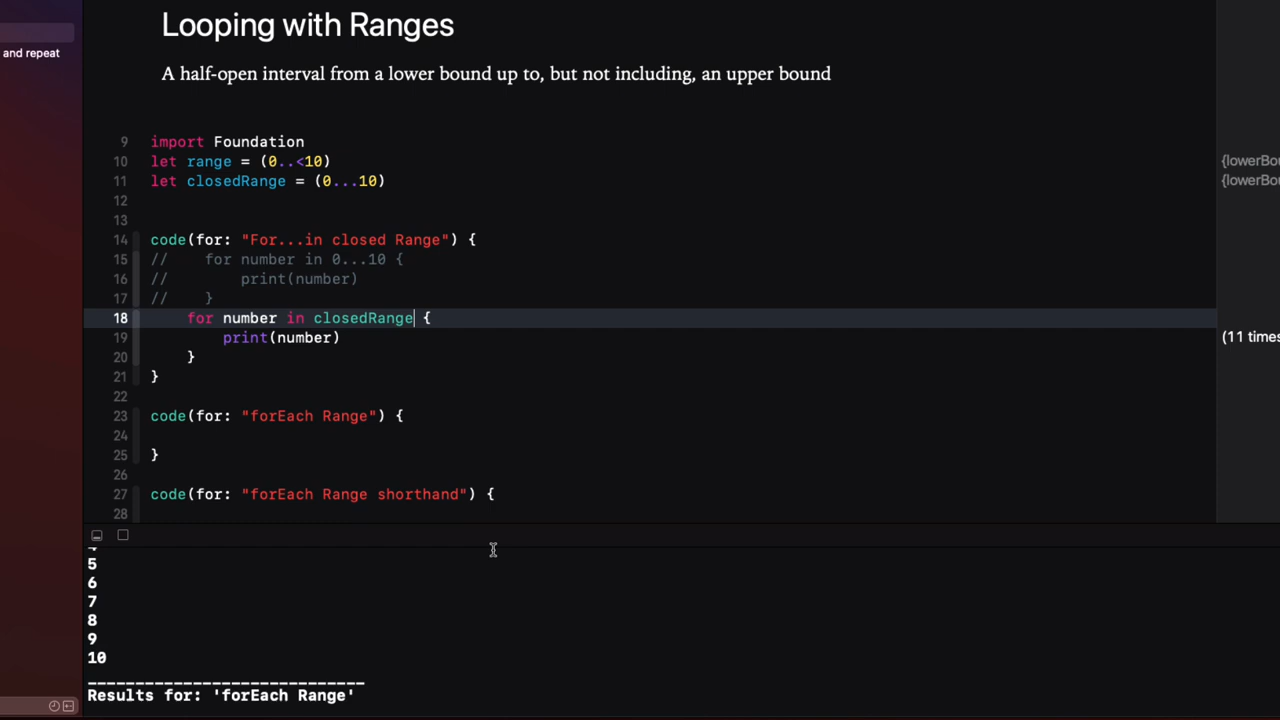 and repeat
Looping with Ranges
A half-open interval from a lower bound up to, but not including, an upper bound
9 import Foundation
10 let range = (0..<10)
11 let closedRange = (0...10)
12
13
14 code(for: "For...in closed Range") {
15 //    for number in 0...10 {
16 //        print(number)
17 //    }
18     for number in closedRange {
19         print(number)
20     }
21 }
22
23 code(for: "forEach Range") {
24
25 }
26
27 code(for: "forEach Range shorthand") {
28
{lowerBou
{lowerBou
(11 times
5
6
7
8
9
10
____________________________
Results for: 'forEach Range'